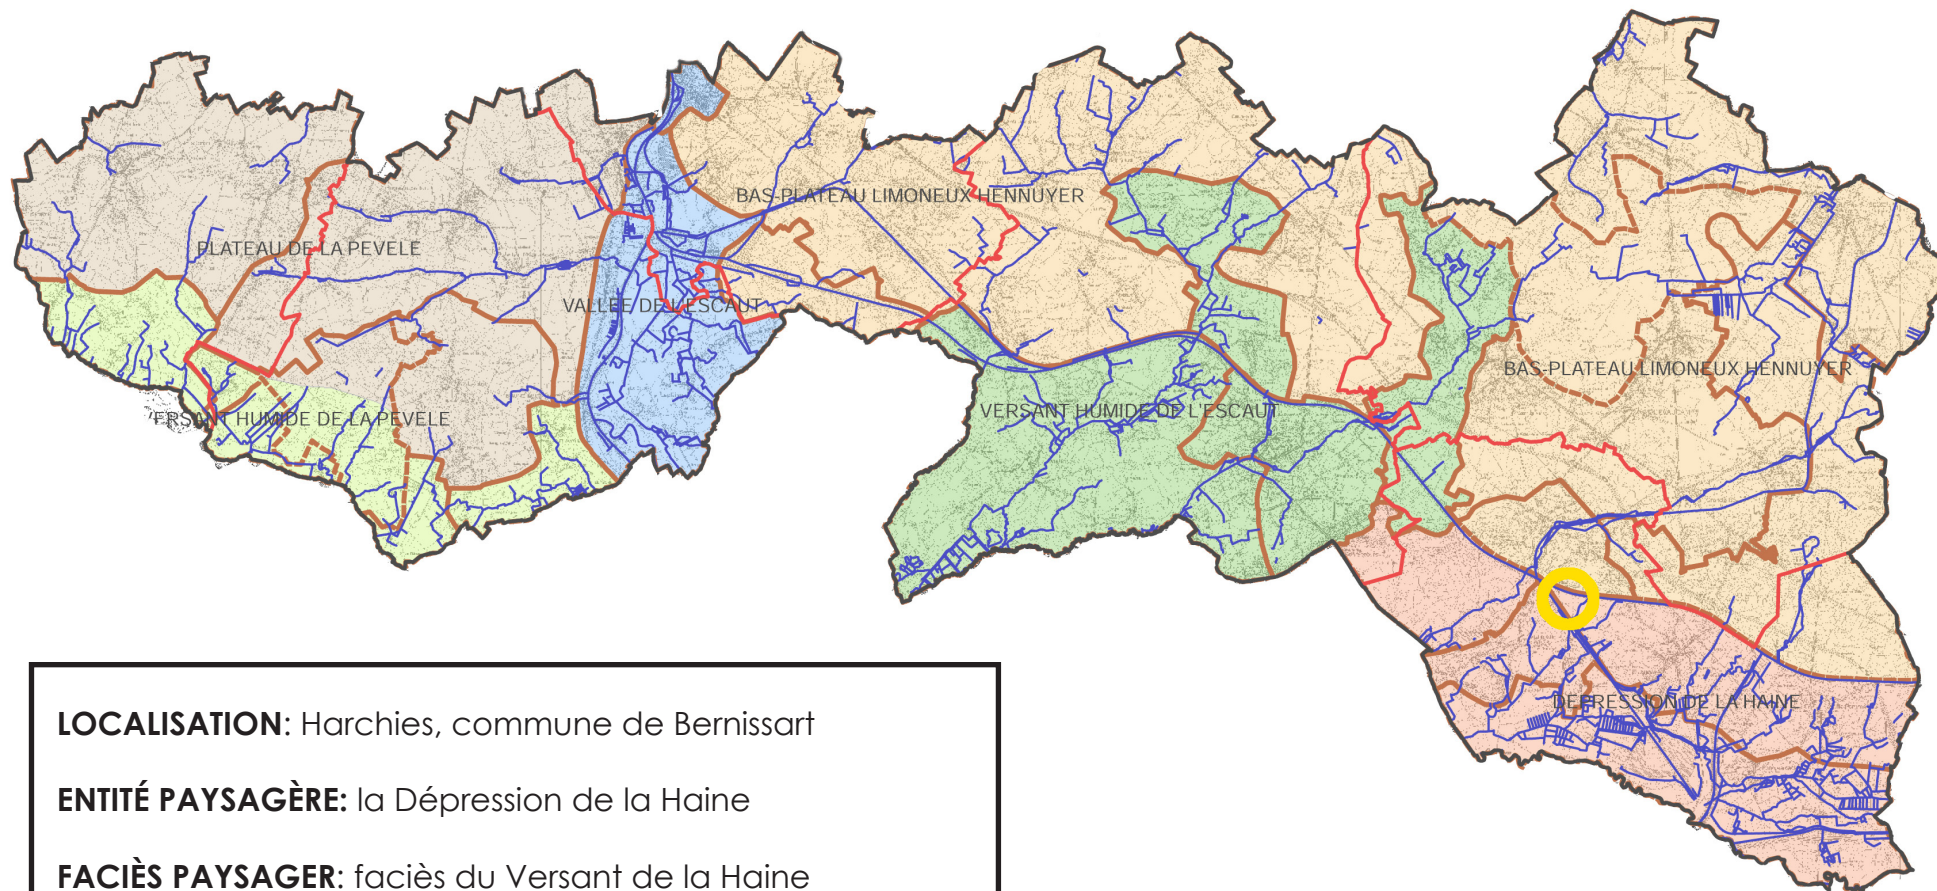 BAS-PLATEAU LIMONEUX HENNUYER
PLATEAU DE LA PEVELE
VALLEE DE L'ESCAUT
BAS-PLATEAU LIMONEUX HENNUYER
VERSANT HUMIDE DE L'ESCAUT
ERSANT HUMIDE DE LA PEVELE
DEPRESSION DE LA HAINE
LOCALISATION: Harchies, commune de Bernissart
ENTITÉ PAYSAGÈRE: la Dépression de la Haine
FACIÈS PAYSAGER: faciès du Versant de la Haine